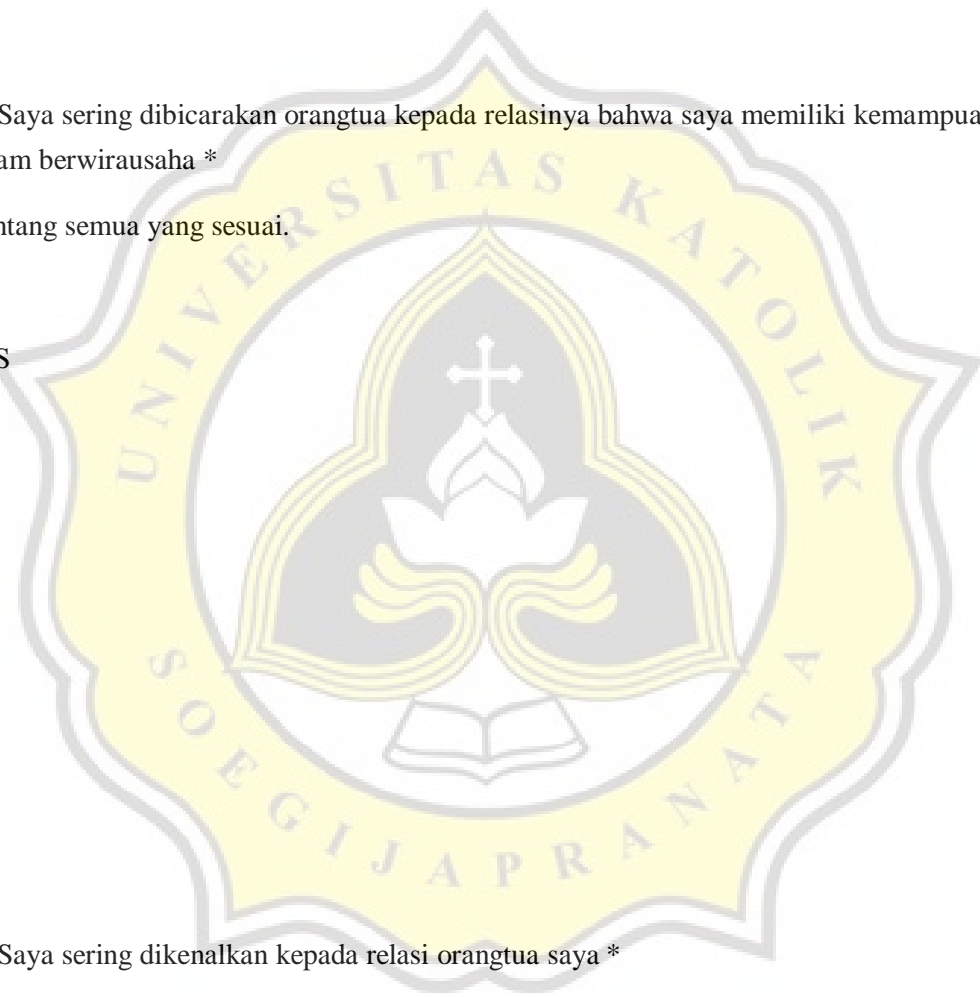 Saya sering dibicarakan orangtua kepada relasinya bahwa saya memiliki kemampua
am berwirausaha *
ntang semua yang sesuai.
S
UNIVERSITAS KATOLIK
SOEGIJAPRANATA
Saya sering dikenalkan kepada relasi orangtua saya *